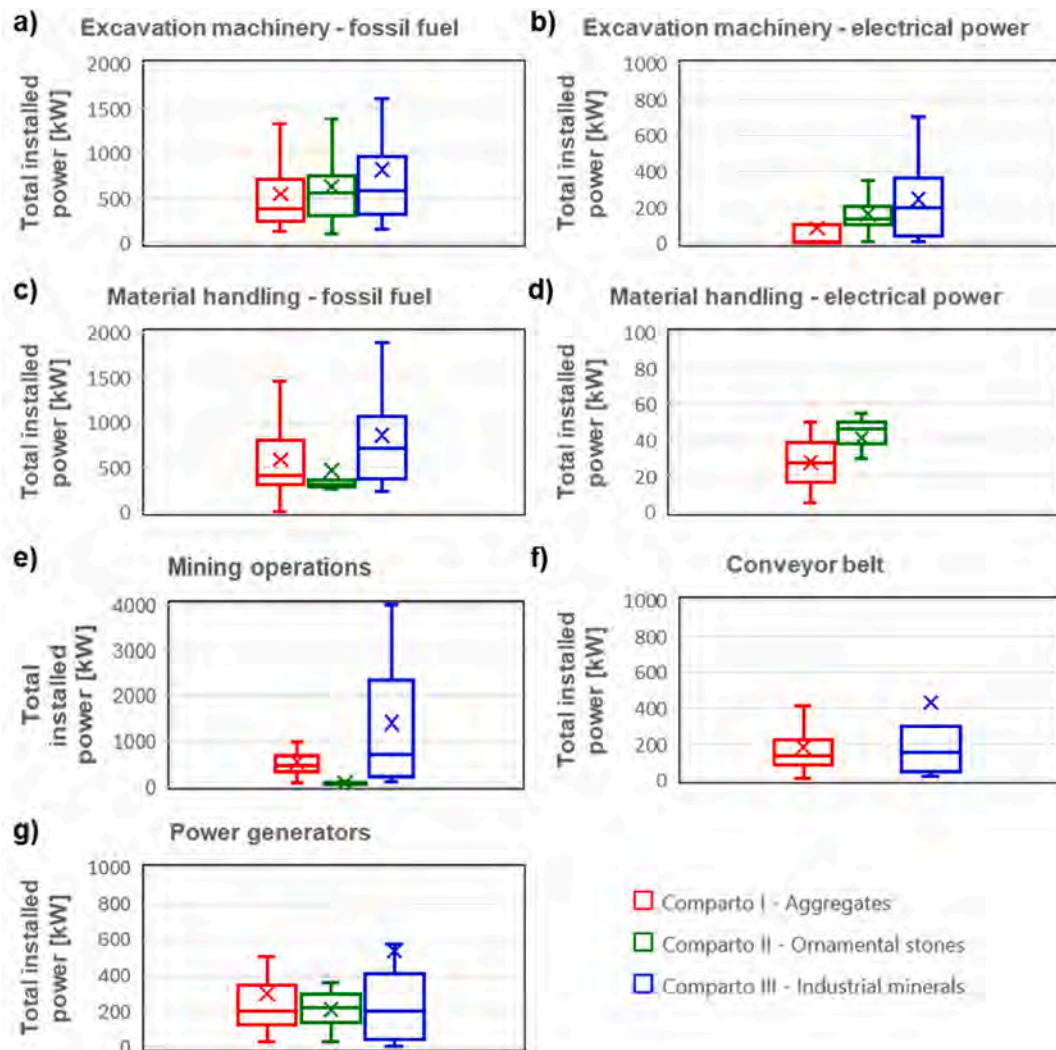 a)
Excavation machinery - fossil fuel
Total installed
power [kW]
2000
1500
1000
500
0
b)
Excavation machinery - electrical power
Total installed
power [kW]
1000
800
600
400
200
0
c)
Material handling - fossil fuel
Total installed
power [kW]
2000
1500
1000
500
0
d)
Material handling - electrical power
Total installed
power [kW]
100
80
60
40
20
0
e)
Mining operations
Total
installed
power [kW]
4000
3000
2000
1000
0
f)
Conveyor belt
Total installed
power [kW]
1000
800
600
400
200
0
g)
Power generators
Total installed
power [kW]
1000
800
600
400
200
0
Comparto I - Aggregates
Comparto II - Ornamental stones
Comparto III - Industrial minerals